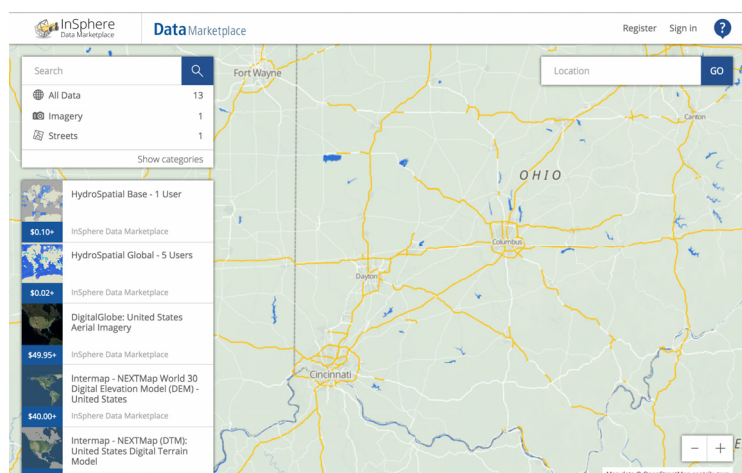 InSphere
Data Marketplace
Data Marketplace
Register
Sign in
?
Search
Location
GO
All Data 13
Imagery 1
Streets 1
Show categories
HydroSpatial Base - 1 User
$0.10+
InSphere Data Marketplace
HydroSpatial Global - 5 Users
$0.02+
InSphere Data Marketplace
DigitalGlobe: United States
Aerial Imagery
$49.95+
InSphere Data Marketplace
Intermap - NEXTMap World 30
Digital Elevation Model (DEM) -
United States
$40.00+
InSphere Data Marketplace
Intermap - NEXTMap (DTM):
United States Digital Terrain
Model
Fort Wayne
Canton
OHIO
Columbus
Dayton
Cincinnati
− +
E